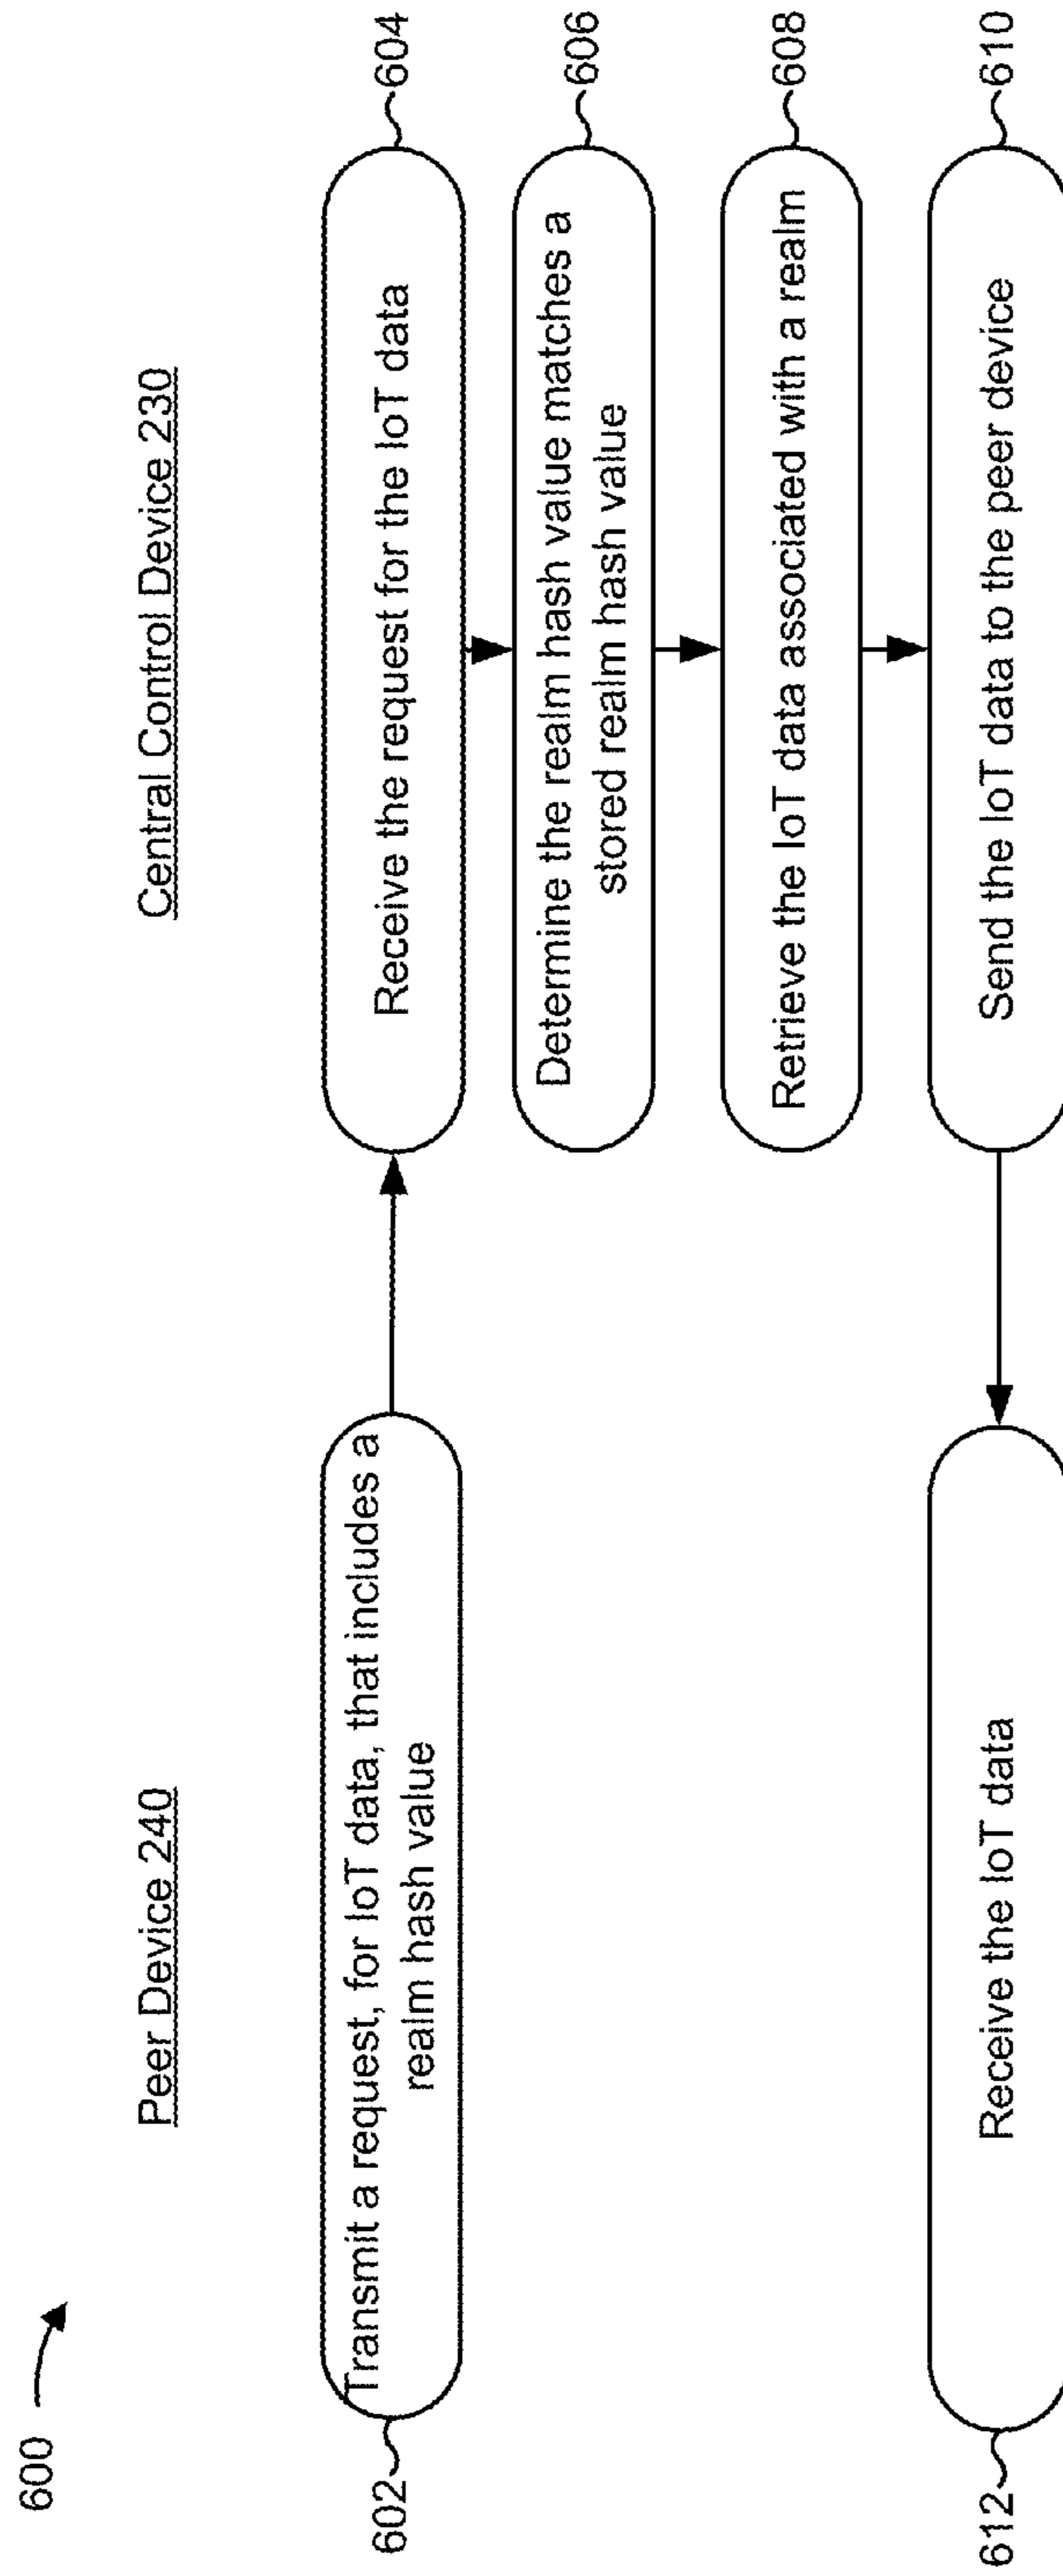 600
Peer Device 240
Central Control Device 230
602
Transmit a request, for IoT data, that includes a
realm hash value
Receive the request for the IoT data
604
Determine the realm hash value matches a
stored realm hash value
606
Retrieve the IoT data associated with a realm
608
Send the IoT data to the peer device
610
612
Receive the IoT data